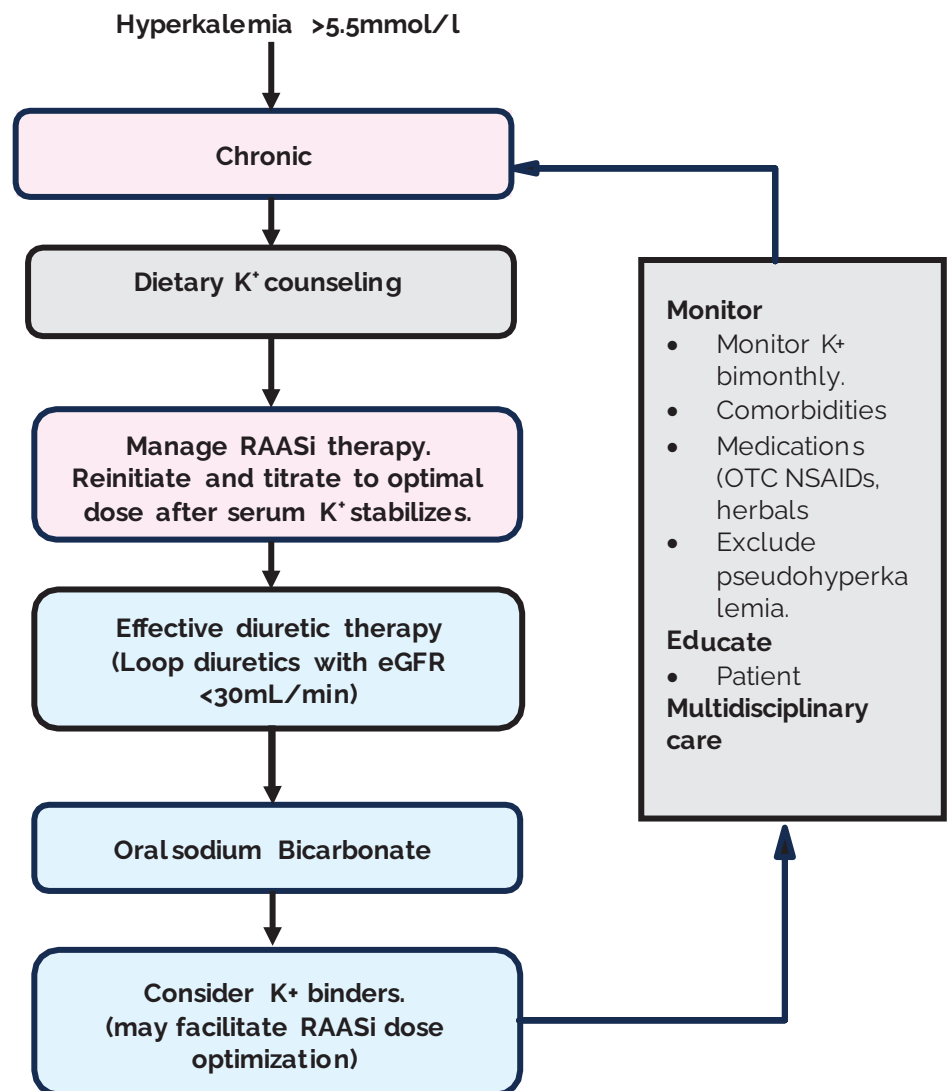 Hyperkalemia >5.5mmol/l
Chronic
Dietary K⁺ counseling
Manage RAASi therapy.
Reinitiate and titrate to optimal
dose after serum K⁺ stabilizes.
Effective diuretic therapy
(Loop diuretics with eGFR
<30mL/min)
Oral sodium Bicarbonate
Consider K+ binders.
(may facilitate RAASi dose
optimization)
Monitor
• Monitor K+
bimonthly.
• Comorbidities
• Medications
(OTC NSAIDs,
herbals
• Exclude
pseudohyperka
lemia.
Educate
• Patient
Multidisciplinary
care